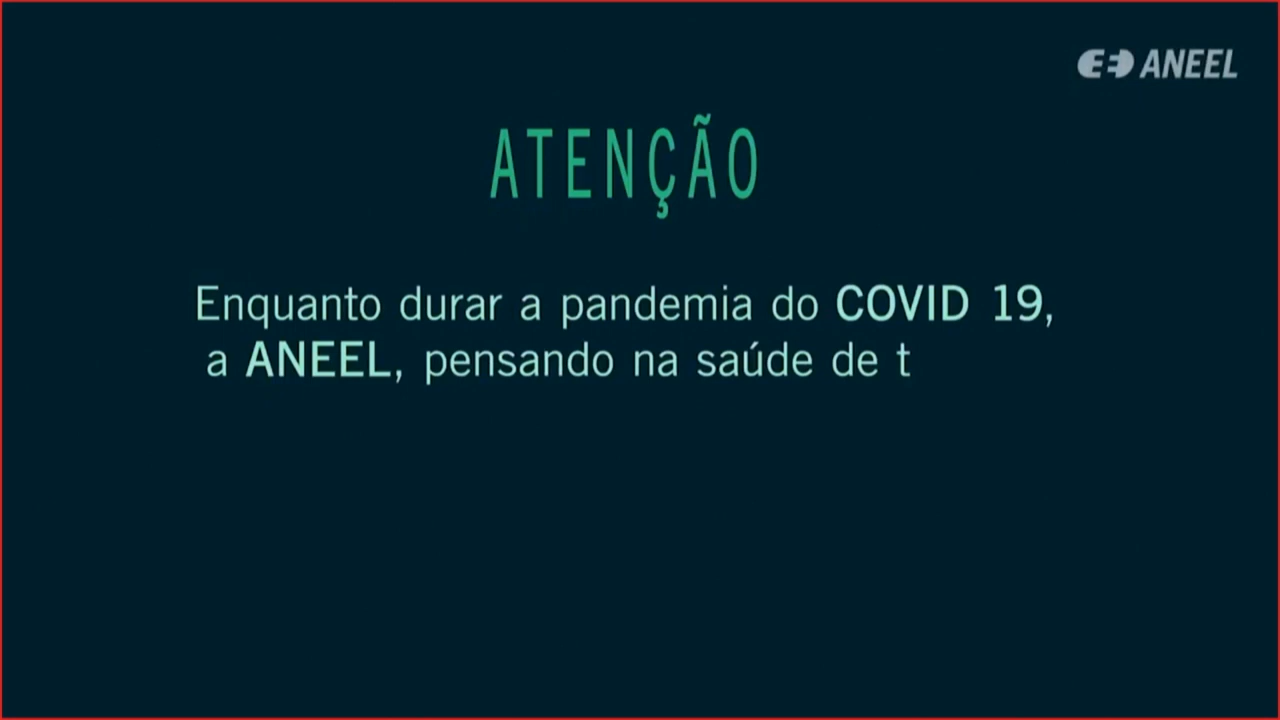 ANEEL
ATENÇÃO
Enquanto durar a pandemia do COVID 19,
a ANEEL, pensando na saúde de t